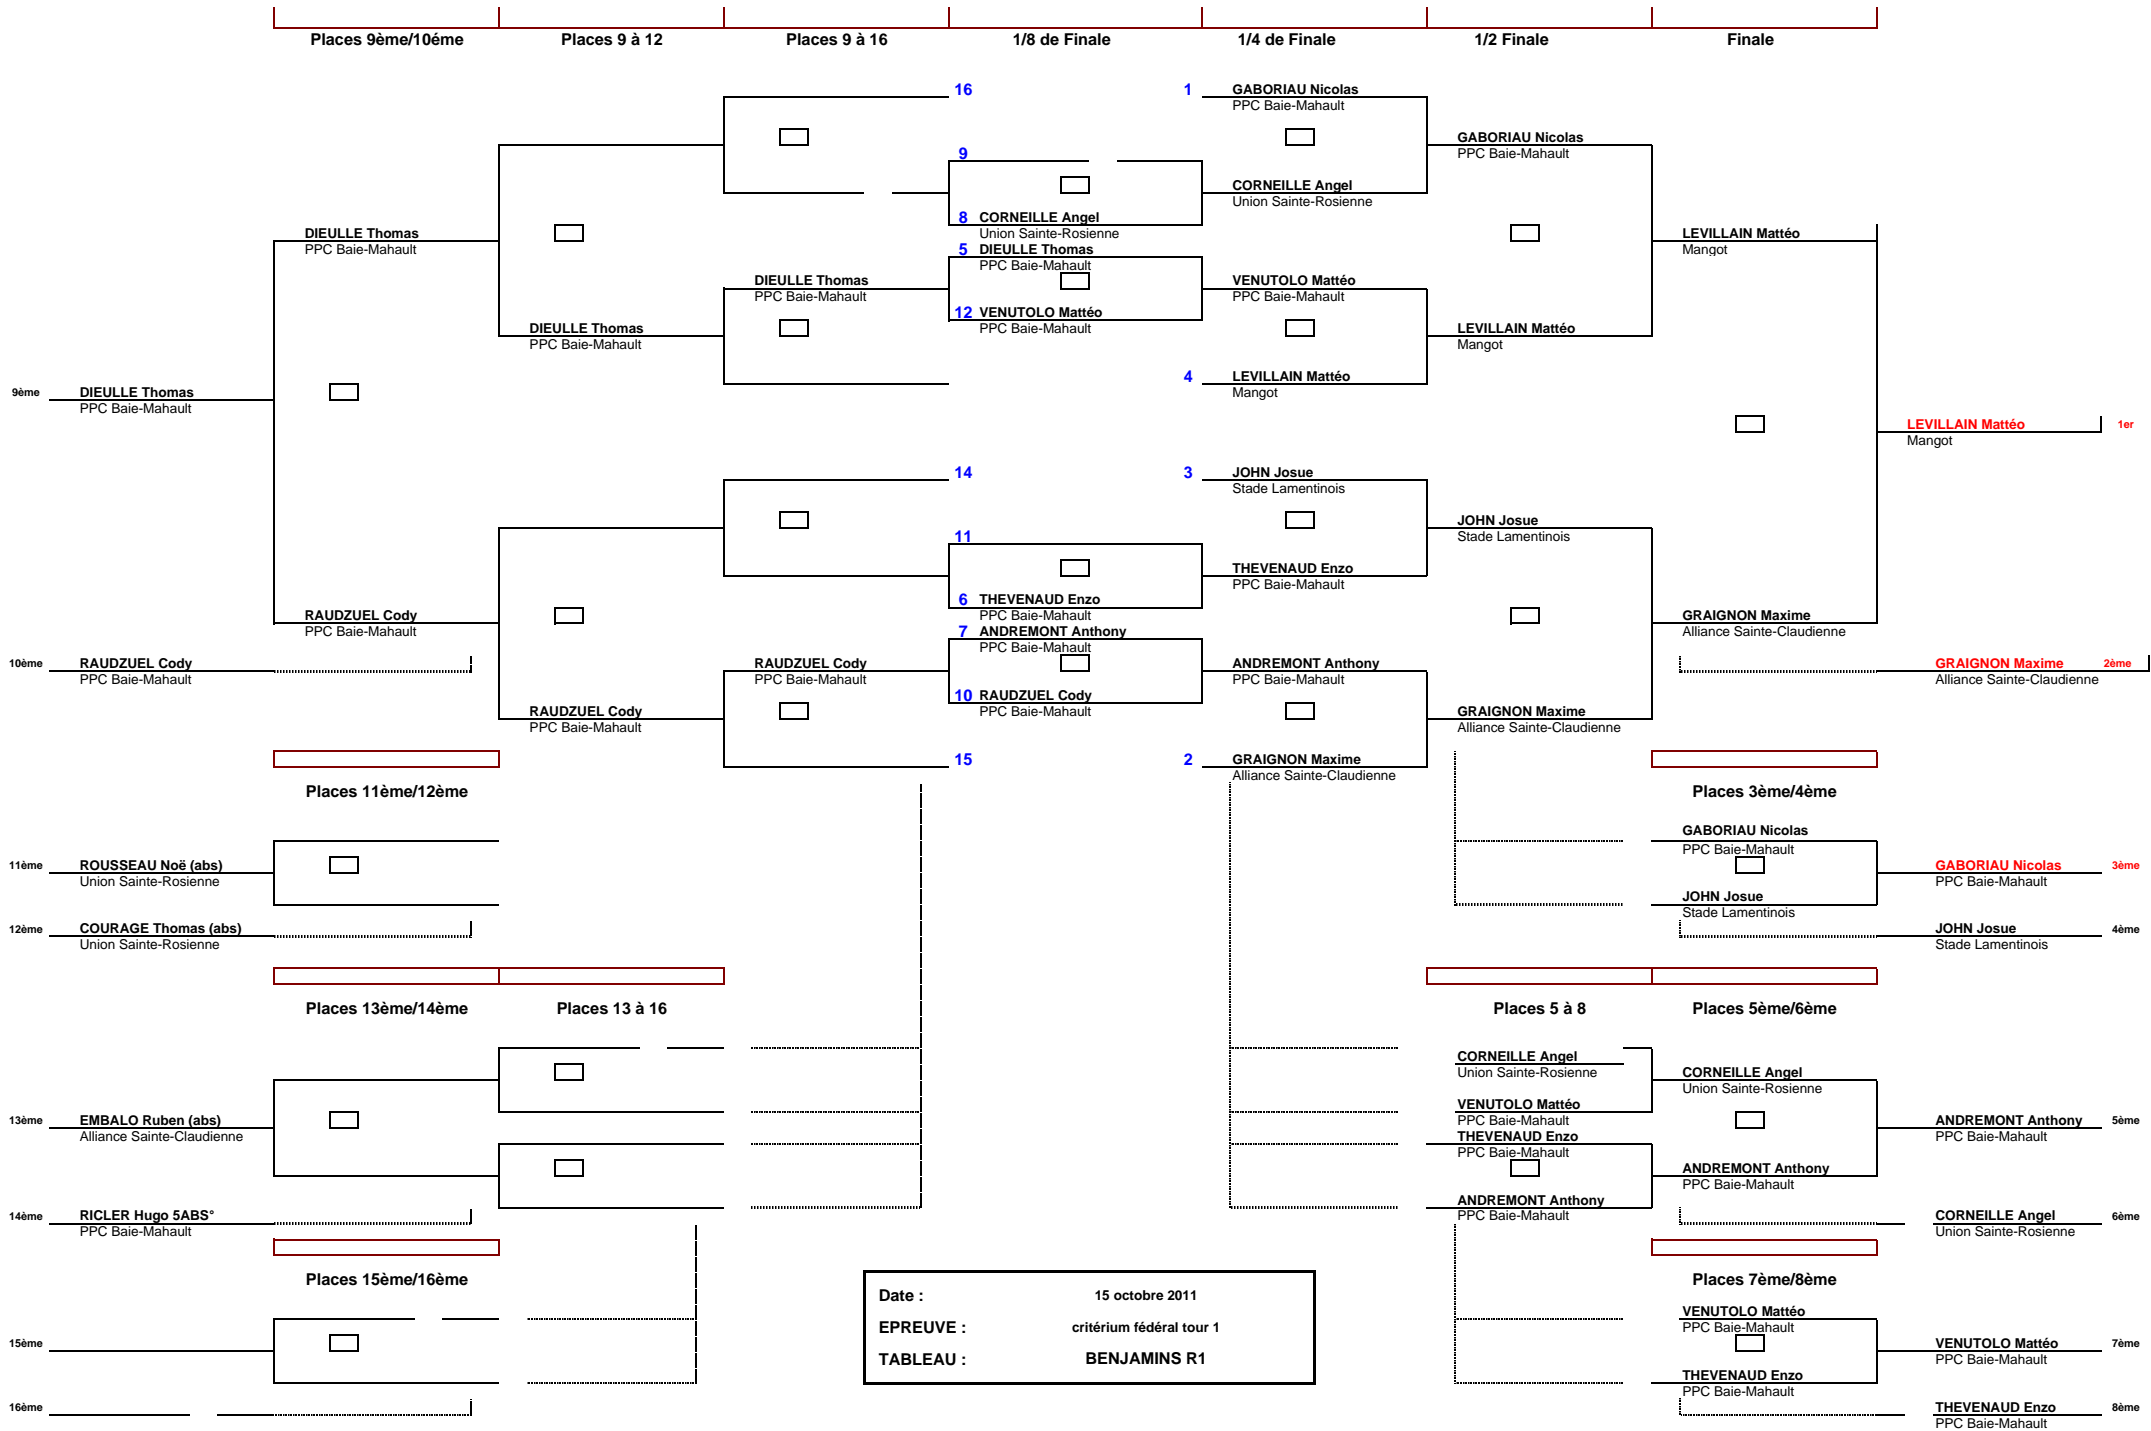 Places 9ème/10éme
Places 9 à 12
Places 9 à 16
1/8 de Finale
1/4 de Finale
1/2 Finale
Finale
16
1
GABORIAU Nicolas
PPC Baie-Mahault
GABORIAU Nicolas
PPC Baie-Mahault
9
CORNEILLE Angel
Union Sainte-Rosienne
8
CORNEILLE Angel
Union Sainte-Rosienne
DIEULLE Thomas
PPC Baie-Mahault
LEVILLAIN Mattéo
Mangot
5
DIEULLE Thomas
PPC Baie-Mahault
DIEULLE Thomas
PPC Baie-Mahault
VENUTOLO Mattéo
PPC Baie-Mahault
12
VENUTOLO Mattéo
PPC Baie-Mahault
DIEULLE Thomas
PPC Baie-Mahault
LEVILLAIN Mattéo
Mangot
4
LEVILLAIN Mattéo
Mangot
9ème
DIEULLE Thomas
PPC Baie-Mahault
LEVILLAIN Mattéo
1er
Mangot
14
3
JOHN Josue
Stade Lamentinois
JOHN Josue
Stade Lamentinois
11
THEVENAUD Enzo
PPC Baie-Mahault
6
THEVENAUD Enzo
PPC Baie-Mahault
RAUDZUEL Cody
PPC Baie-Mahault
GRAIGNON Maxime
Alliance Sainte-Claudienne
7
ANDREMONT Anthony
PPC Baie-Mahault
10ème
RAUDZUEL Cody
PPC Baie-Mahault
RAUDZUEL Cody
PPC Baie-Mahault
ANDREMONT Anthony
PPC Baie-Mahault
GRAIGNON Maxime
2ème
Alliance Sainte-Claudienne
10
RAUDZUEL Cody
PPC Baie-Mahault
RAUDZUEL Cody
PPC Baie-Mahault
GRAIGNON Maxime
Alliance Sainte-Claudienne
15
2
GRAIGNON Maxime
Alliance Sainte-Claudienne
Places 11ème/12ème
Places 3ème/4ème
GABORIAU Nicolas
PPC Baie-Mahault
11ème
ROUSSEAU Noë (abs)
Union Sainte-Rosienne
GABORIAU Nicolas
3ème
PPC Baie-Mahault
JOHN Josue
Stade Lamentinois
12ème
COURAGE Thomas (abs)
Union Sainte-Rosienne
JOHN Josue
4ème
Stade Lamentinois
Places 13ème/14ème
Places 13 à 16
Places 5 à 8
Places 5ème/6ème
CORNEILLE Angel
Union Sainte-Rosienne
CORNEILLE Angel
Union Sainte-Rosienne
VENUTOLO Mattéo
PPC Baie-Mahault
13ème
EMBALO Ruben (abs)
Alliance Sainte-Claudienne
ANDREMONT Anthony
5ème
PPC Baie-Mahault
THEVENAUD Enzo
PPC Baie-Mahault
ANDREMONT Anthony
PPC Baie-Mahault
ANDREMONT Anthony
PPC Baie-Mahault
14ème
RICLER Hugo 5ABS°
PPC Baie-Mahault
CORNEILLE Angel
6ème
Union Sainte-Rosienne
Places 15ème/16ème
Places 7ème/8ème
Date :
15 octobre 2011
EPREUVE :
critérium fédéral tour 1
TABLEAU :
BENJAMINS R1
VENUTOLO Mattéo
PPC Baie-Mahault
15ème
VENUTOLO Mattéo
7ème
PPC Baie-Mahault
THEVENAUD Enzo
PPC Baie-Mahault
16ème
THEVENAUD Enzo
8ème
PPC Baie-Mahault